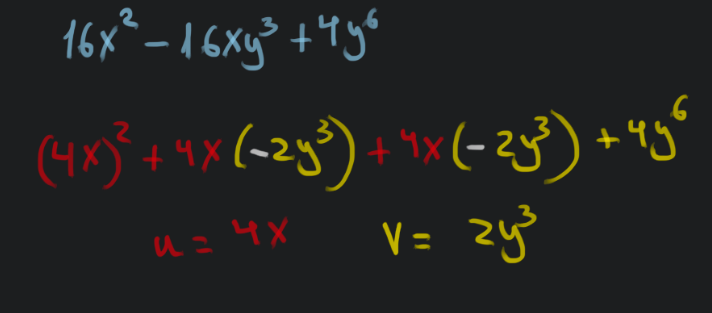 16x² - 16xy³ + 4y⁶
(4x)² + 4x(-2y³) + 4x(-2y³) + 4y⁶
u = 4x V = 2y³